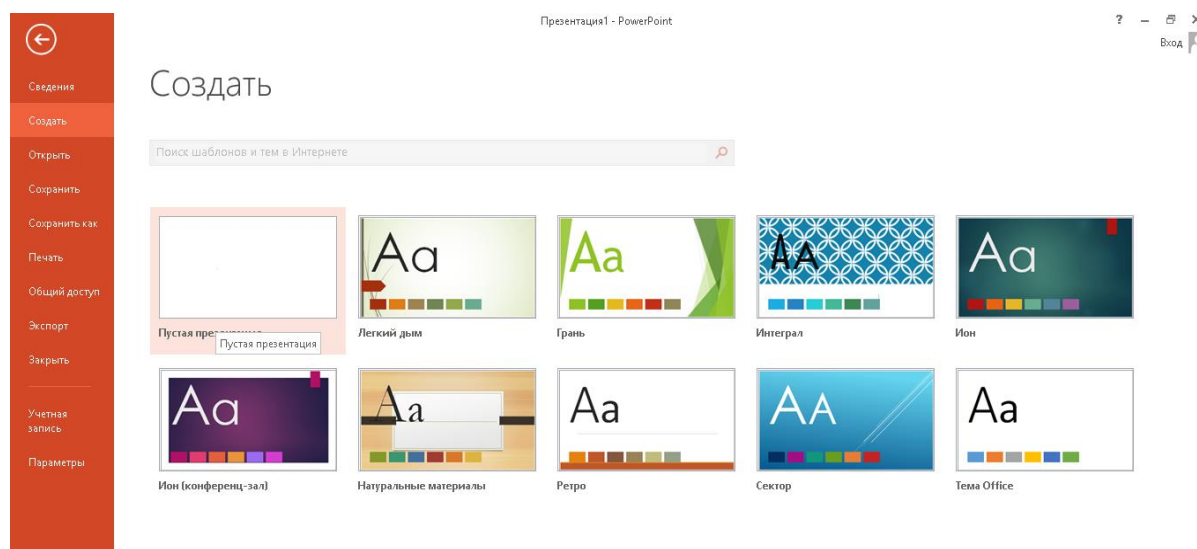 Презентация1 - PowerPoint
?
Вход
Сведения
Создать
Открыть
Сохранить
Сохранить как
Печать
Общий доступ
Экспорт
Закрыть
Учетная
запись
Параметры
Создать
Поиск шаблонов и тем в Интернете
Aa
Aa
AA
Aa
Пустая
Пустая презентация
Легкий дым
Грань
Интеграл
Ион
Aa
Aa
Aa
AA
Aa
Ион (конференц-зал)
Натуральные материалы
Ретро
Сектор
Тема Office